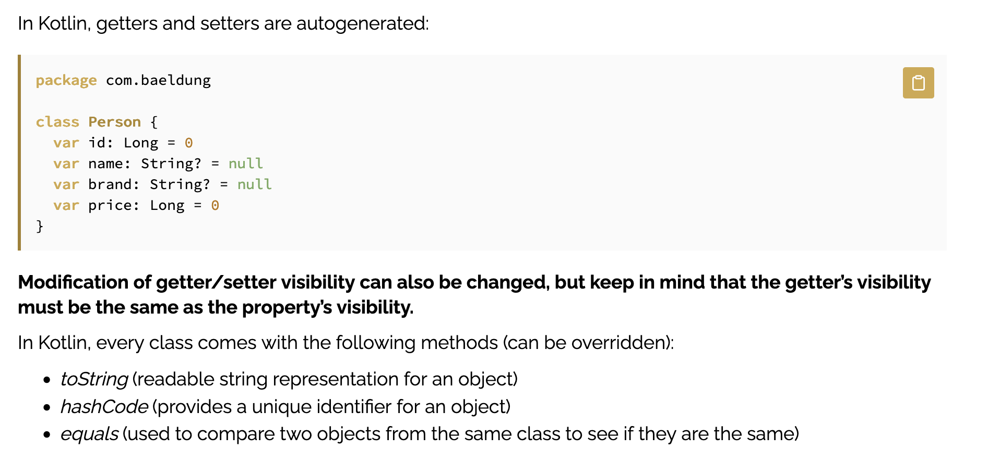 In Kotlin, getters and setters are autogenerated:
package com.baeldung
class Person {
  var id: Long = 0
  var name: String? = null
  var brand: String? = null
  var price: Long = 0
}
Modification of getter/setter visibility can also be changed, but keep in mind that the getter’s visibility
must be the same as the property’s visibility.
In Kotlin, every class comes with the following methods (can be overridden):
• toString (readable string representation for an object)
• hashCode (provides a unique identifier for an object)
• equals (used to compare two objects from the same class to see if they are the same)